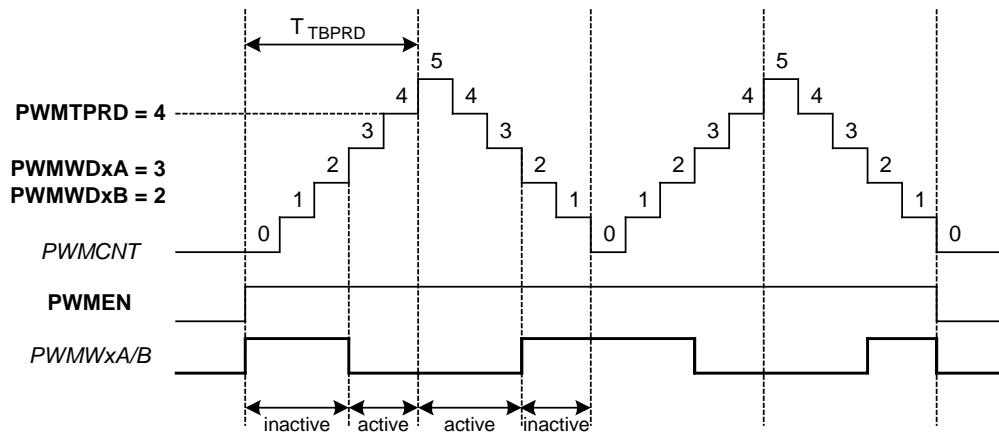 T TBPRD
5 5
PWMTPRD = 4 4 4 4 4
3 3 3 3
PWMWDxA = 3
2 2 2 2
PWMWDxB = 2
1 1 1 1
0 0 0
PWMCNT
PWMEN
PWMWxA/B
inactive active active inactive